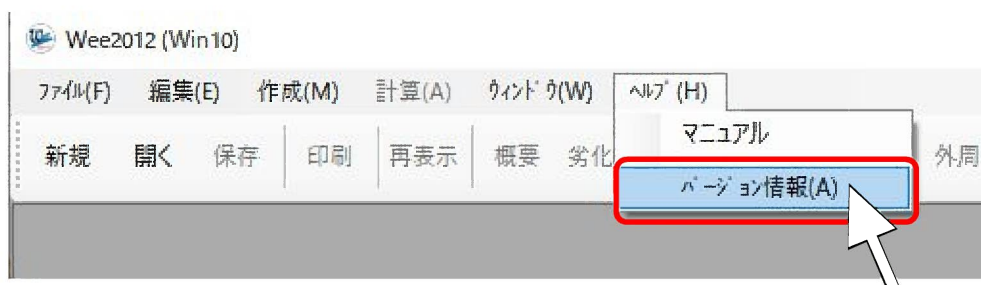 Wee2012 (Win10)
ﾌｧｲﾙ(F) 編集(E) 作成(M) 計算(A) ｳｨﾝﾄﾞｳ(W) ﾍﾙﾌﾟ(H)
新規 開く 保存 印刷 再表示 概要 劣化 外周
マニュアル
ﾊﾞｰｼﾞｮﾝ情報(A)